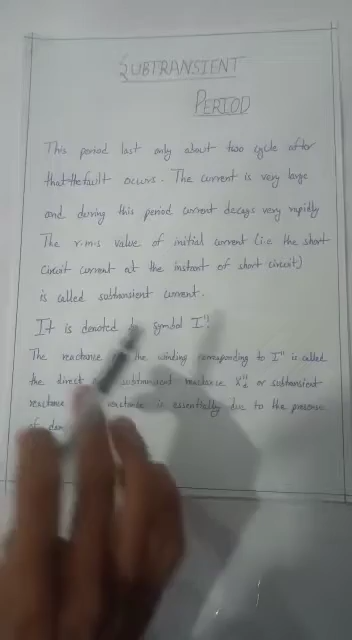 SUBTRANSIENT
PERIOD
This period last only about two cycle after
that the fault occurs. The current is very large
and during this period current decays very rapidly
The r.m.s value of initial current (i.e the short
circuit current at the instant of short circuit)
is called subtransient current.
It is denoted by symbol I".
The reactance the winding corresponding to I" is called
the direct subtransient reactance X"d or subtransient
reactance reactance is essentially due to the presence
of